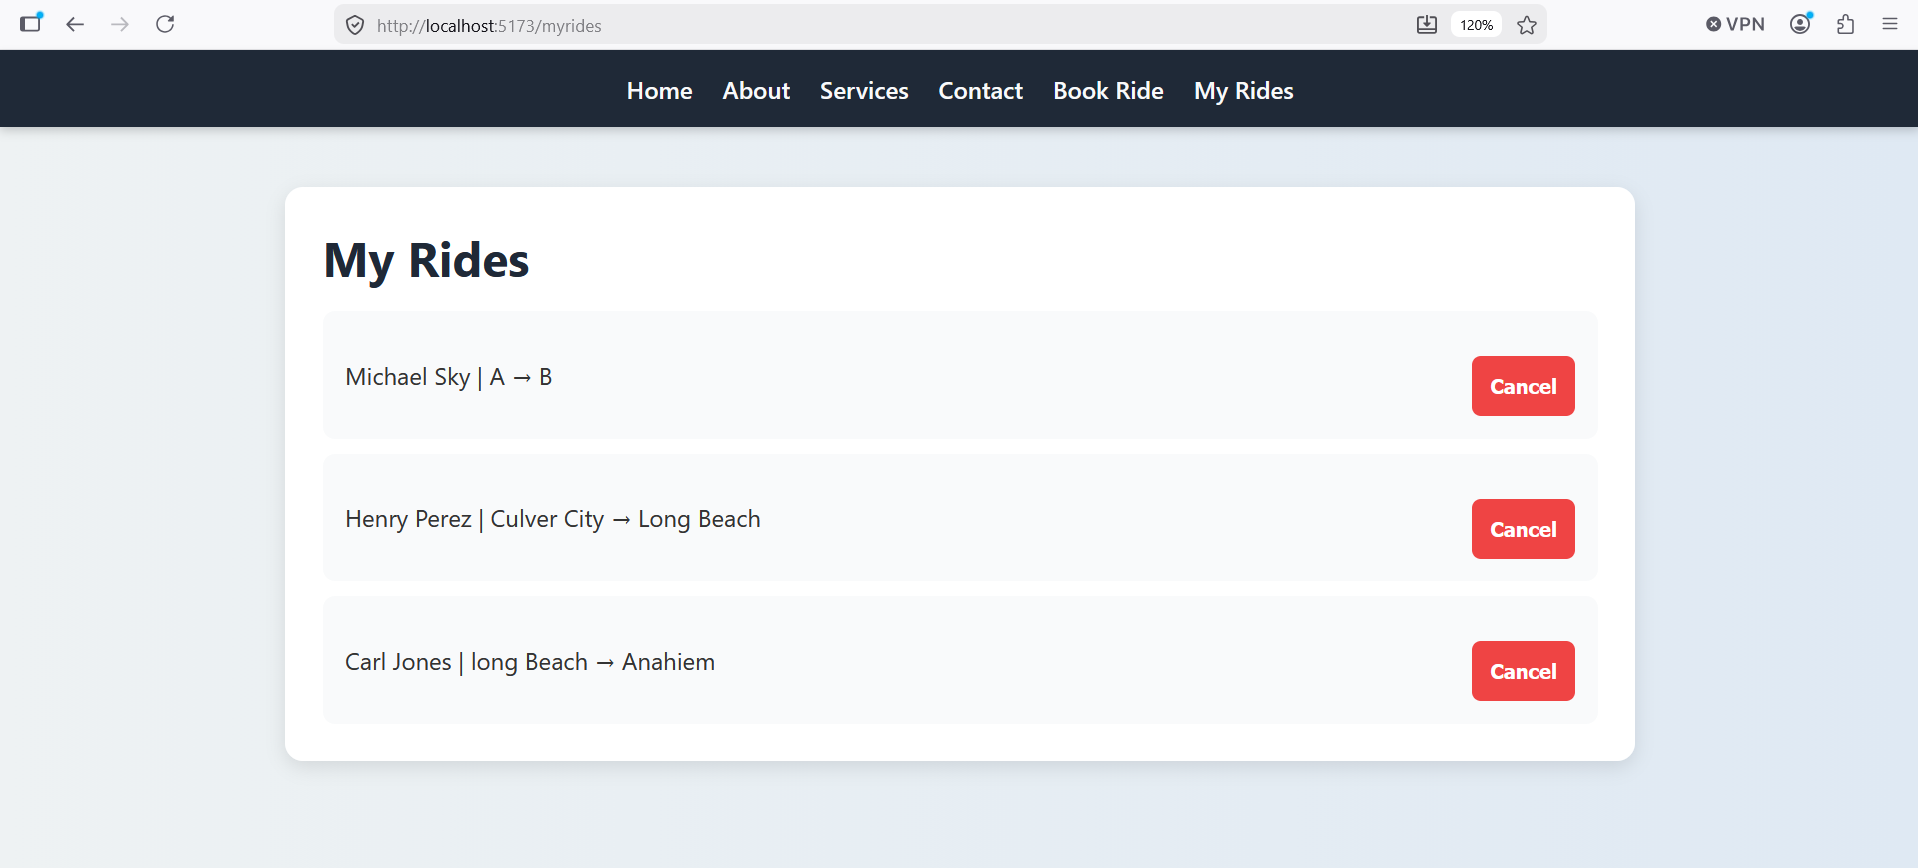 http://localhost:5173/myrides
120%
VPN
Home About Services Contact Book Ride My Rides
My Rides
Michael Sky | A → B
Cancel
Henry Perez | Culver City → Long Beach
Cancel
Carl Jones | long Beach → Anahiem
Cancel